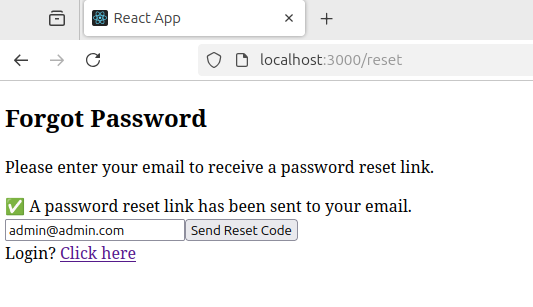 React App
localhost:3000/reset
Forgot Password
Please enter your email to receive a password reset link.
✅ A password reset link has been sent to your email.
admin@admin.com Send Reset Code
Login? Click here